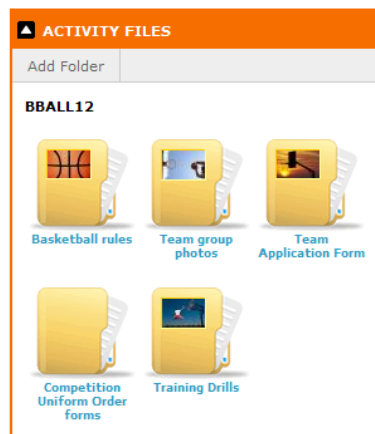 ACTIVITY FILES
Add Folder
BBALL12
Basketball rules
Team group
photos
Team
Application Form
Competition
Uniform Order
forms
Training Drills